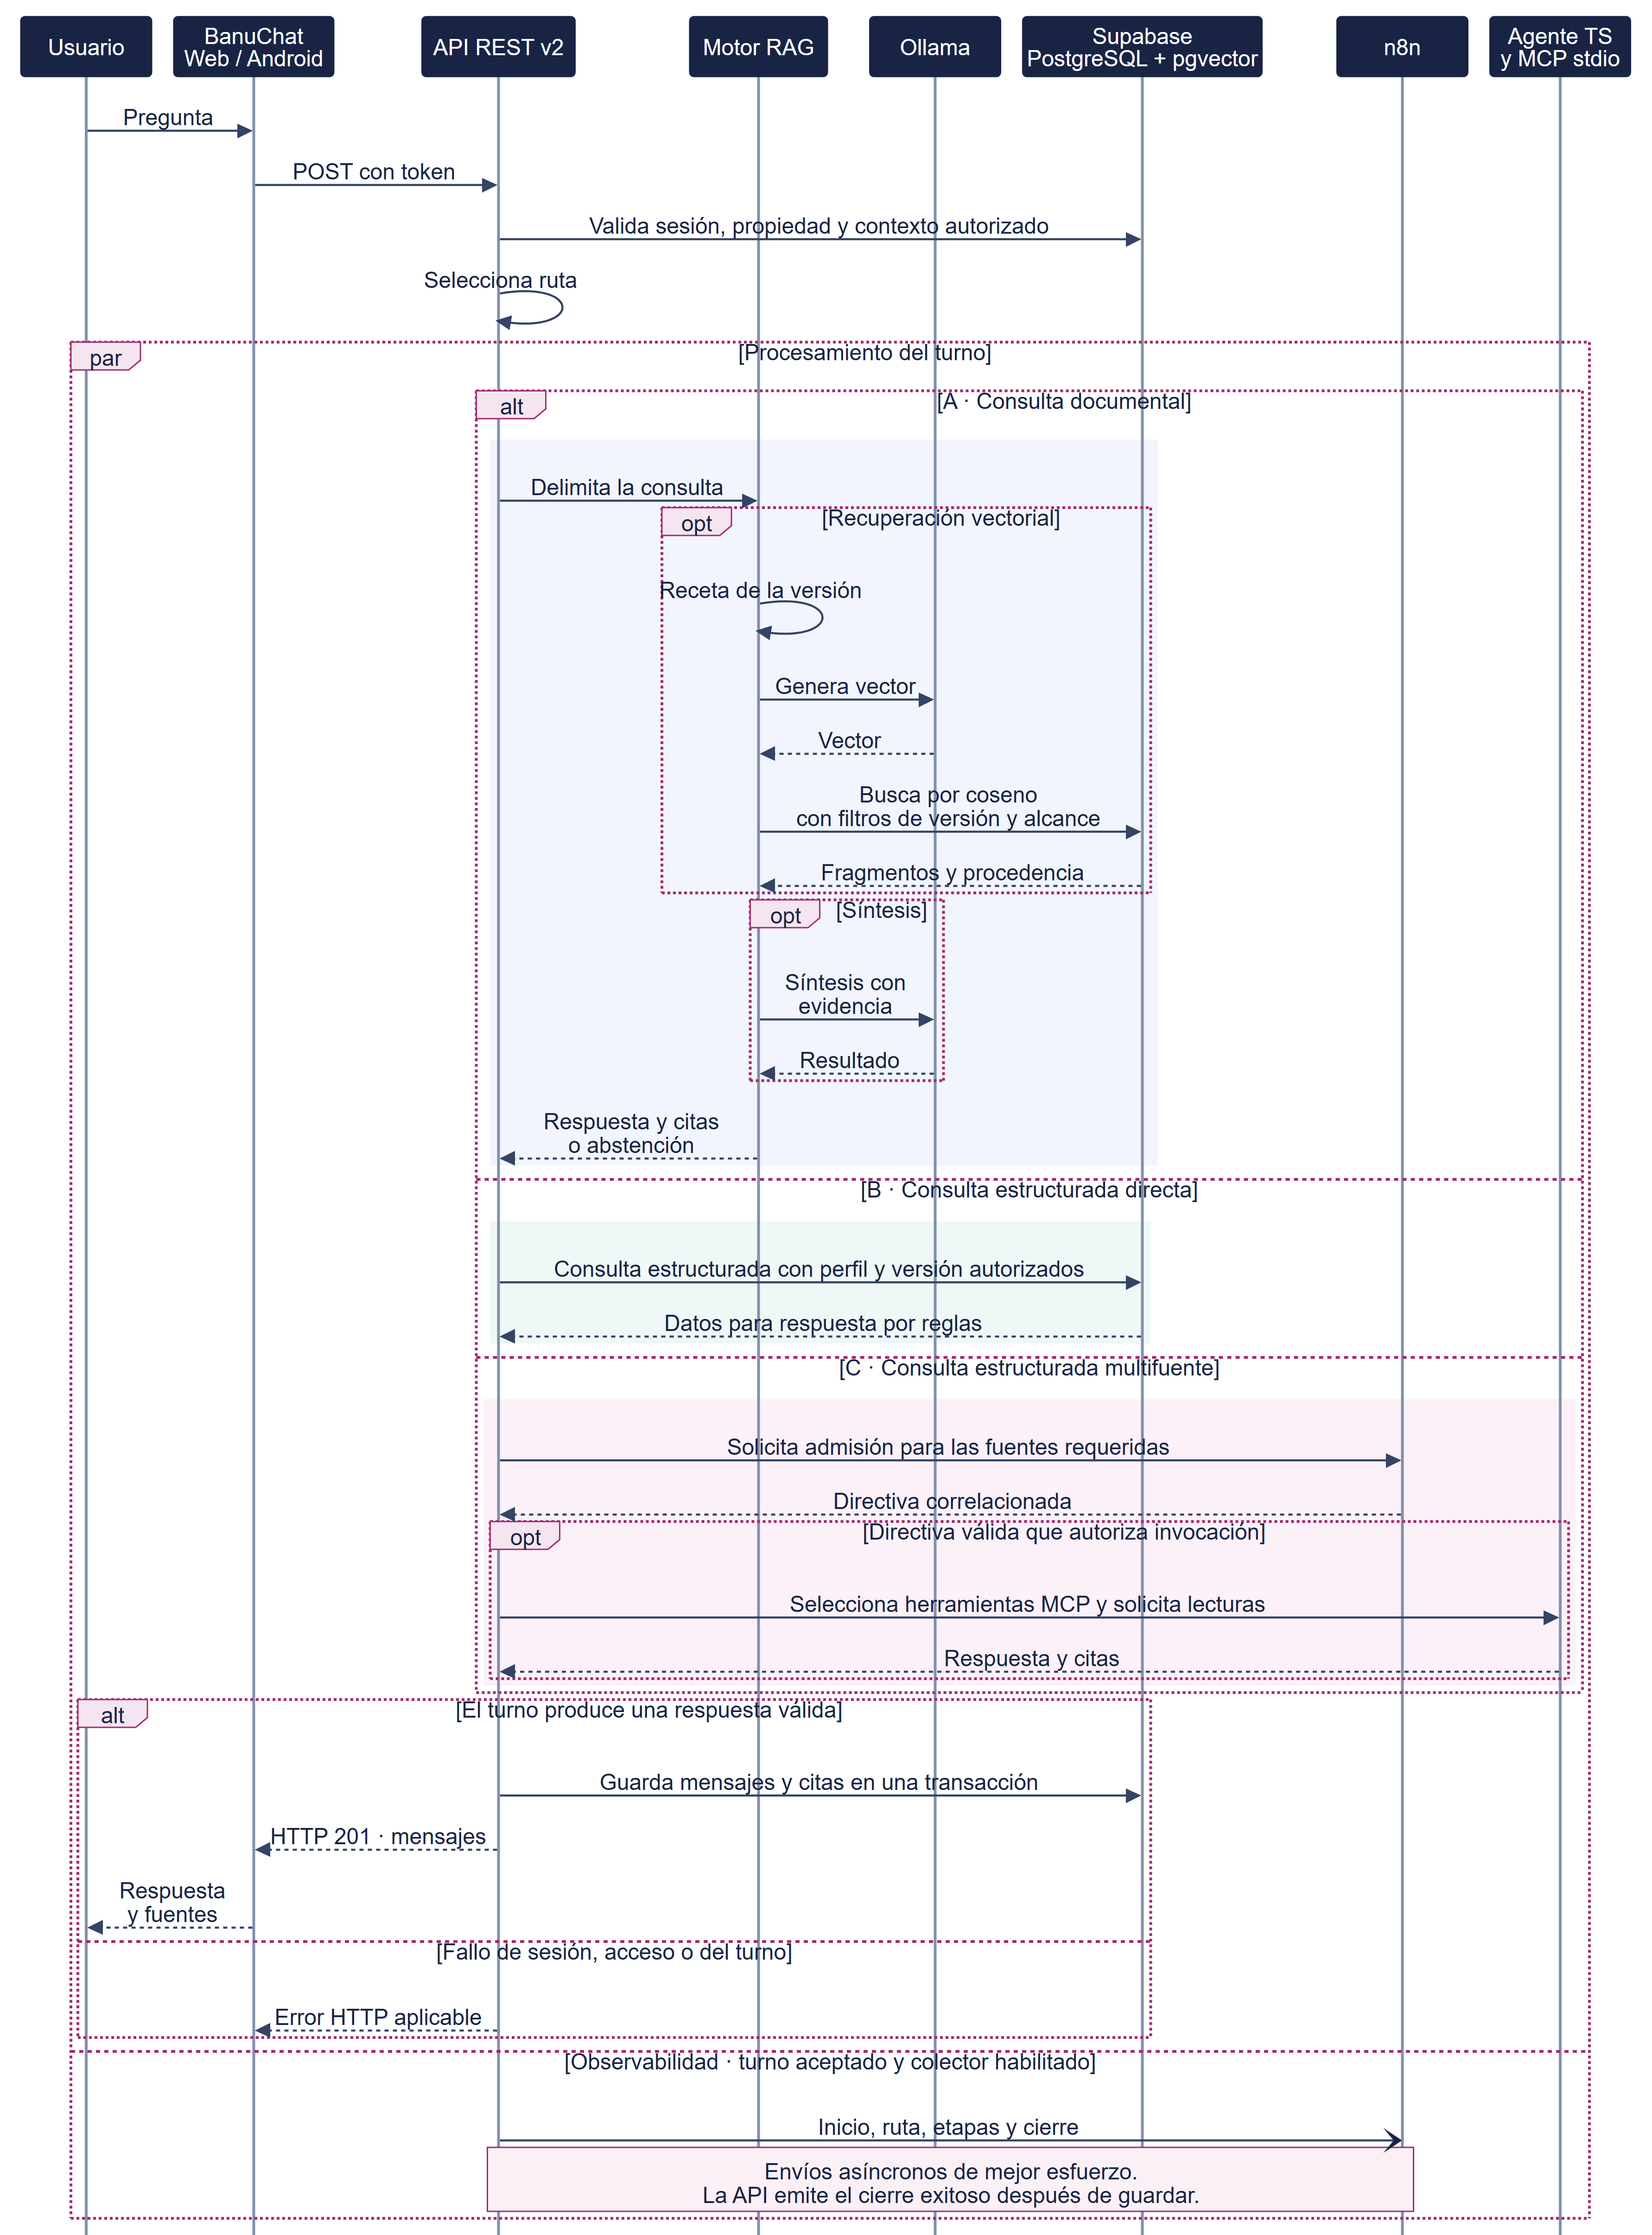 Usuario
BanuChat
Web / Android
API REST v2
Motor RAG
Ollama
Supabase
PostgreSQL + pgvector
n8n
Agente TS
y MCP stdio
Pregunta
POST con token
Valida sesión, propiedad y contexto autorizado
Selecciona ruta
par
[Procesamiento del turno]
alt
[A · Consulta documental]
Delimita la consulta
opt
[Recuperación vectorial]
Receta de la versión
Genera vector
Vector
Busca por coseno
con filtros de versión y alcance
Fragmentos y procedencia
opt
[Síntesis]
Síntesis con
evidencia
Resultado
Respuesta y citas
o abstención
[B · Consulta estructurada directa]
Consulta estructurada con perfil y versión autorizados
Datos para respuesta por reglas
[C · Consulta estructurada multifuente]
Solicita admisión para las fuentes requeridas
Directiva correlacionada
opt
[Directiva válida que autoriza invocación]
Selecciona herramientas MCP y solicita lecturas
Respuesta y citas
alt
[El turno produce una respuesta válida]
Guarda mensajes y citas en una transacción
HTTP 201 · mensajes
Respuesta
y fuentes
[Fallo de sesión, acceso o del turno]
Error HTTP aplicable
[Observabilidad · turno aceptado y colector habilitado]
Inicio, ruta, etapas y cierre
Envíos asíncronos de mejor esfuerzo.
La API emite el cierre exitoso después de guardar.